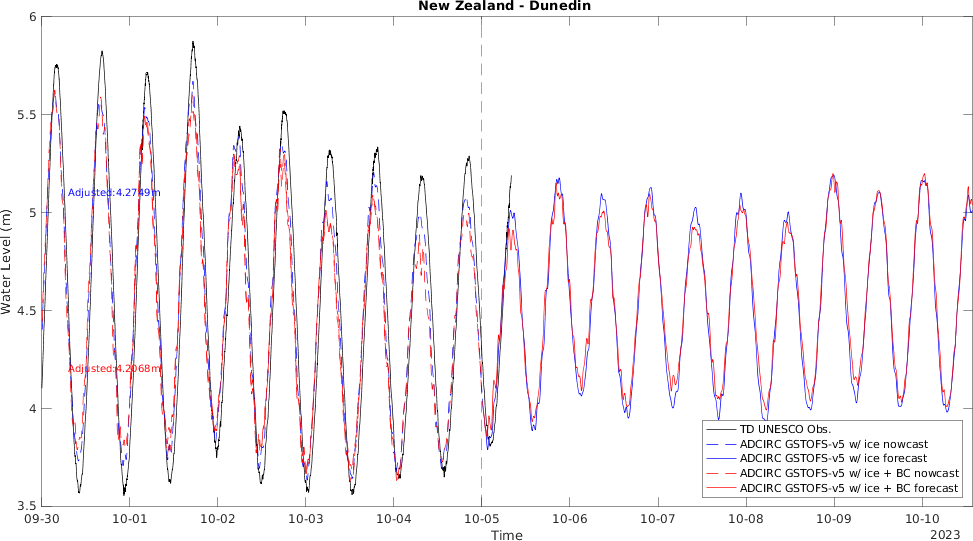 New Zealand - Dunedin
6
5.5
5
4.5
4
3.5
Water Level (m)
Adjusted:4.2749m
Adjusted:4.2068m
TD UNESCO Obs.
ADCIRC GSTOFS-v5 w/ ice nowcast
ADCIRC GSTOFS-v5 w/ ice forecast
ADCIRC GSTOFS-v5 w/ ice + BC nowcast
ADCIRC GSTOFS-v5 w/ ice + BC forecast
09-30 10-01 10-02 10-03 10-04 10-05 10-06 10-07 10-08 10-09 10-10
Time
2023